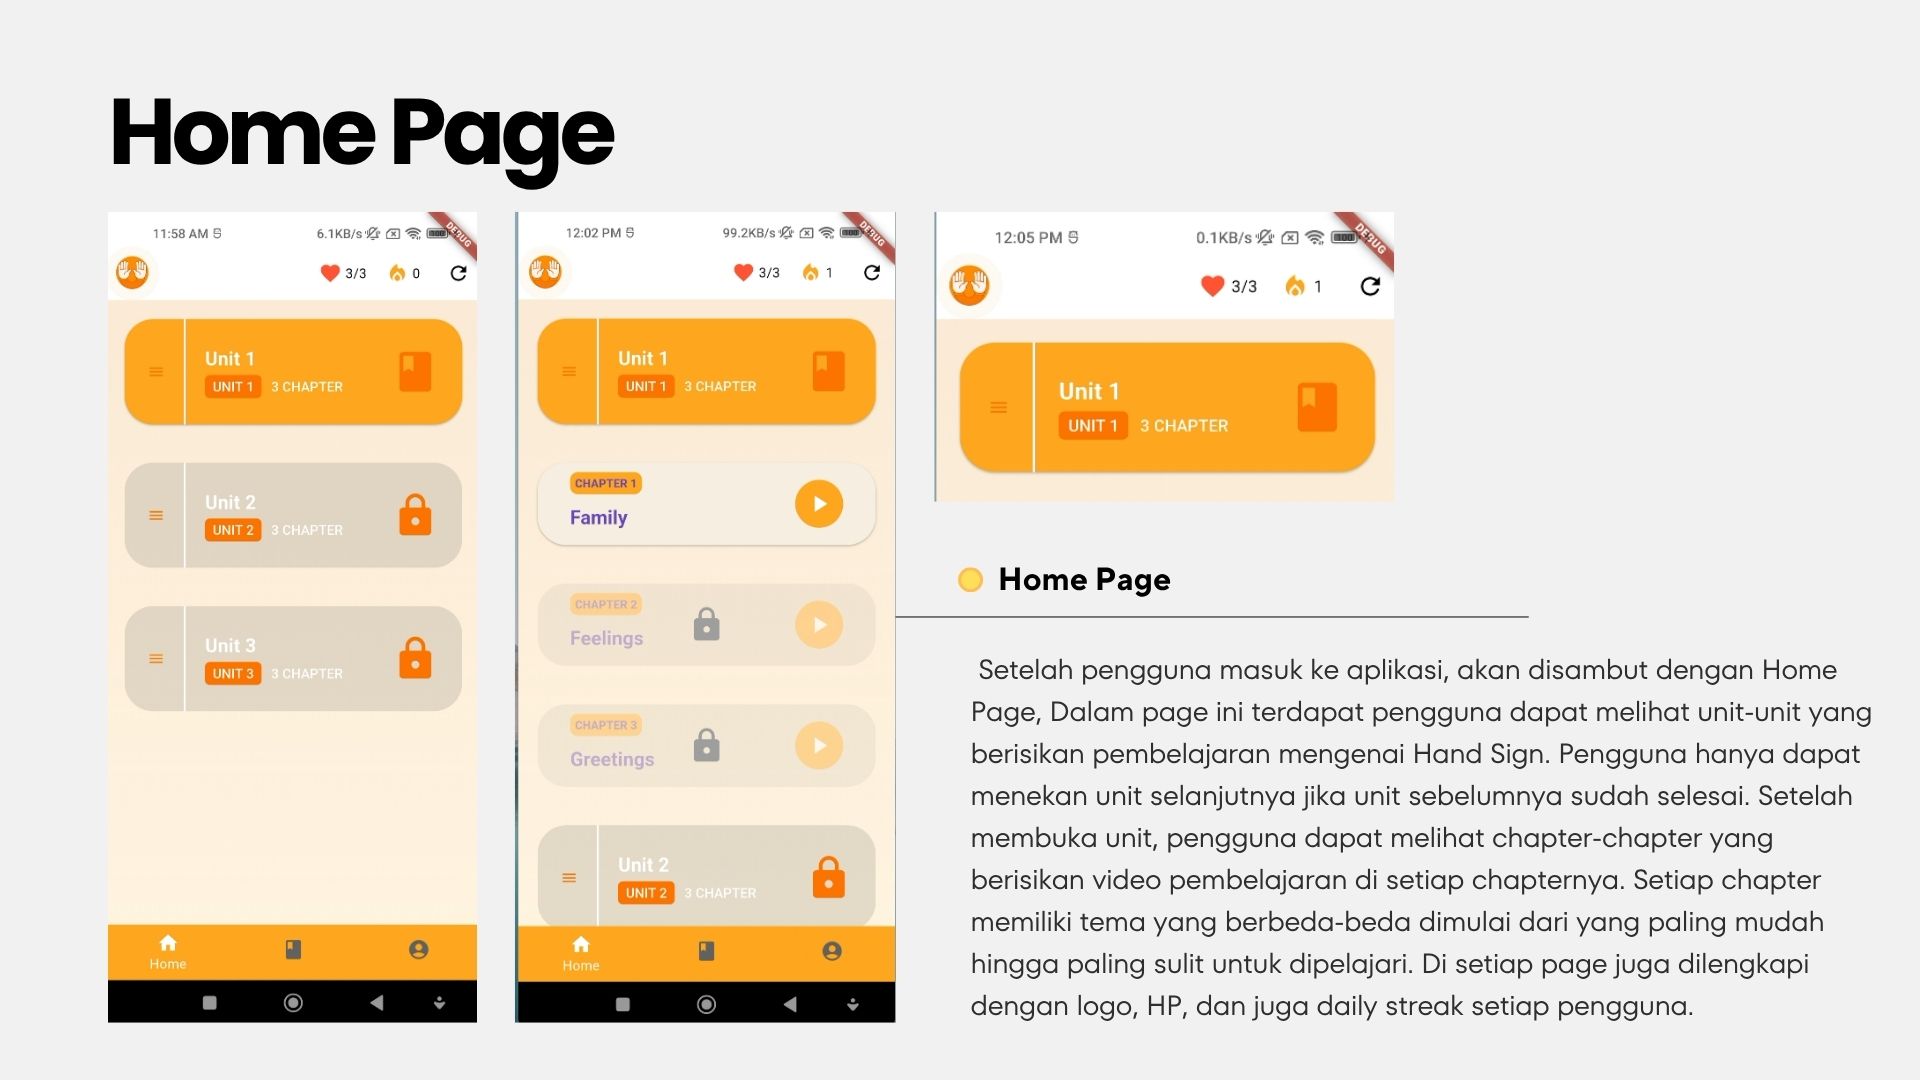 Home Page
11:58 AM
6.1KB/s
DEBUG
3/3
0
Unit 1
UNIT 1
3 CHAPTER
Unit 2
UNIT 2
3 CHAPTER
Unit 3
UNIT 3
3 CHAPTER
Home
12:02 PM
99.2KB/s
DEBUG
3/3
1
Unit 1
UNIT 1
3 CHAPTER
CHAPTER 1
Family
CHAPTER 2
Feelings
CHAPTER 3
Greetings
Unit 2
UNIT 2
3 CHAPTER
Home
12:05 PM
0.1KB/s
DEBUG
3/3
1
Unit 1
UNIT 1
3 CHAPTER
Home Page
Setelah pengguna masuk ke aplikasi, akan disambut dengan Home
Page, Dalam page ini terdapat pengguna dapat melihat unit-unit yang
berisikan pembelajaran mengenai Hand Sign. Pengguna hanya dapat
menekan unit selanjutnya jika unit sebelumnya sudah selesai. Setelah
membuka unit, pengguna dapat melihat chapter-chapter yang
berisikan video pembelajaran di setiap chapternya. Setiap chapter
memiliki tema yang berbeda-beda dimulai dari yang paling mudah
hingga paling sulit untuk dipelajari. Di setiap page juga dilengkapi
dengan logo, HP, dan juga daily streak setiap pengguna.